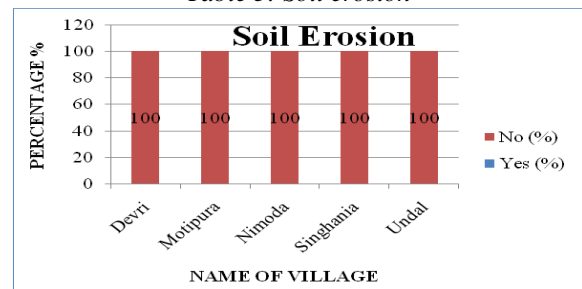 Soil Erosion
PERCENTAGE %
120
100
80
60
40
20
0
100 100 100 100 100
No (%)
Yes (%)
Devri Motipura Nimoda Singhania Undal
NAME OF VILLAGE